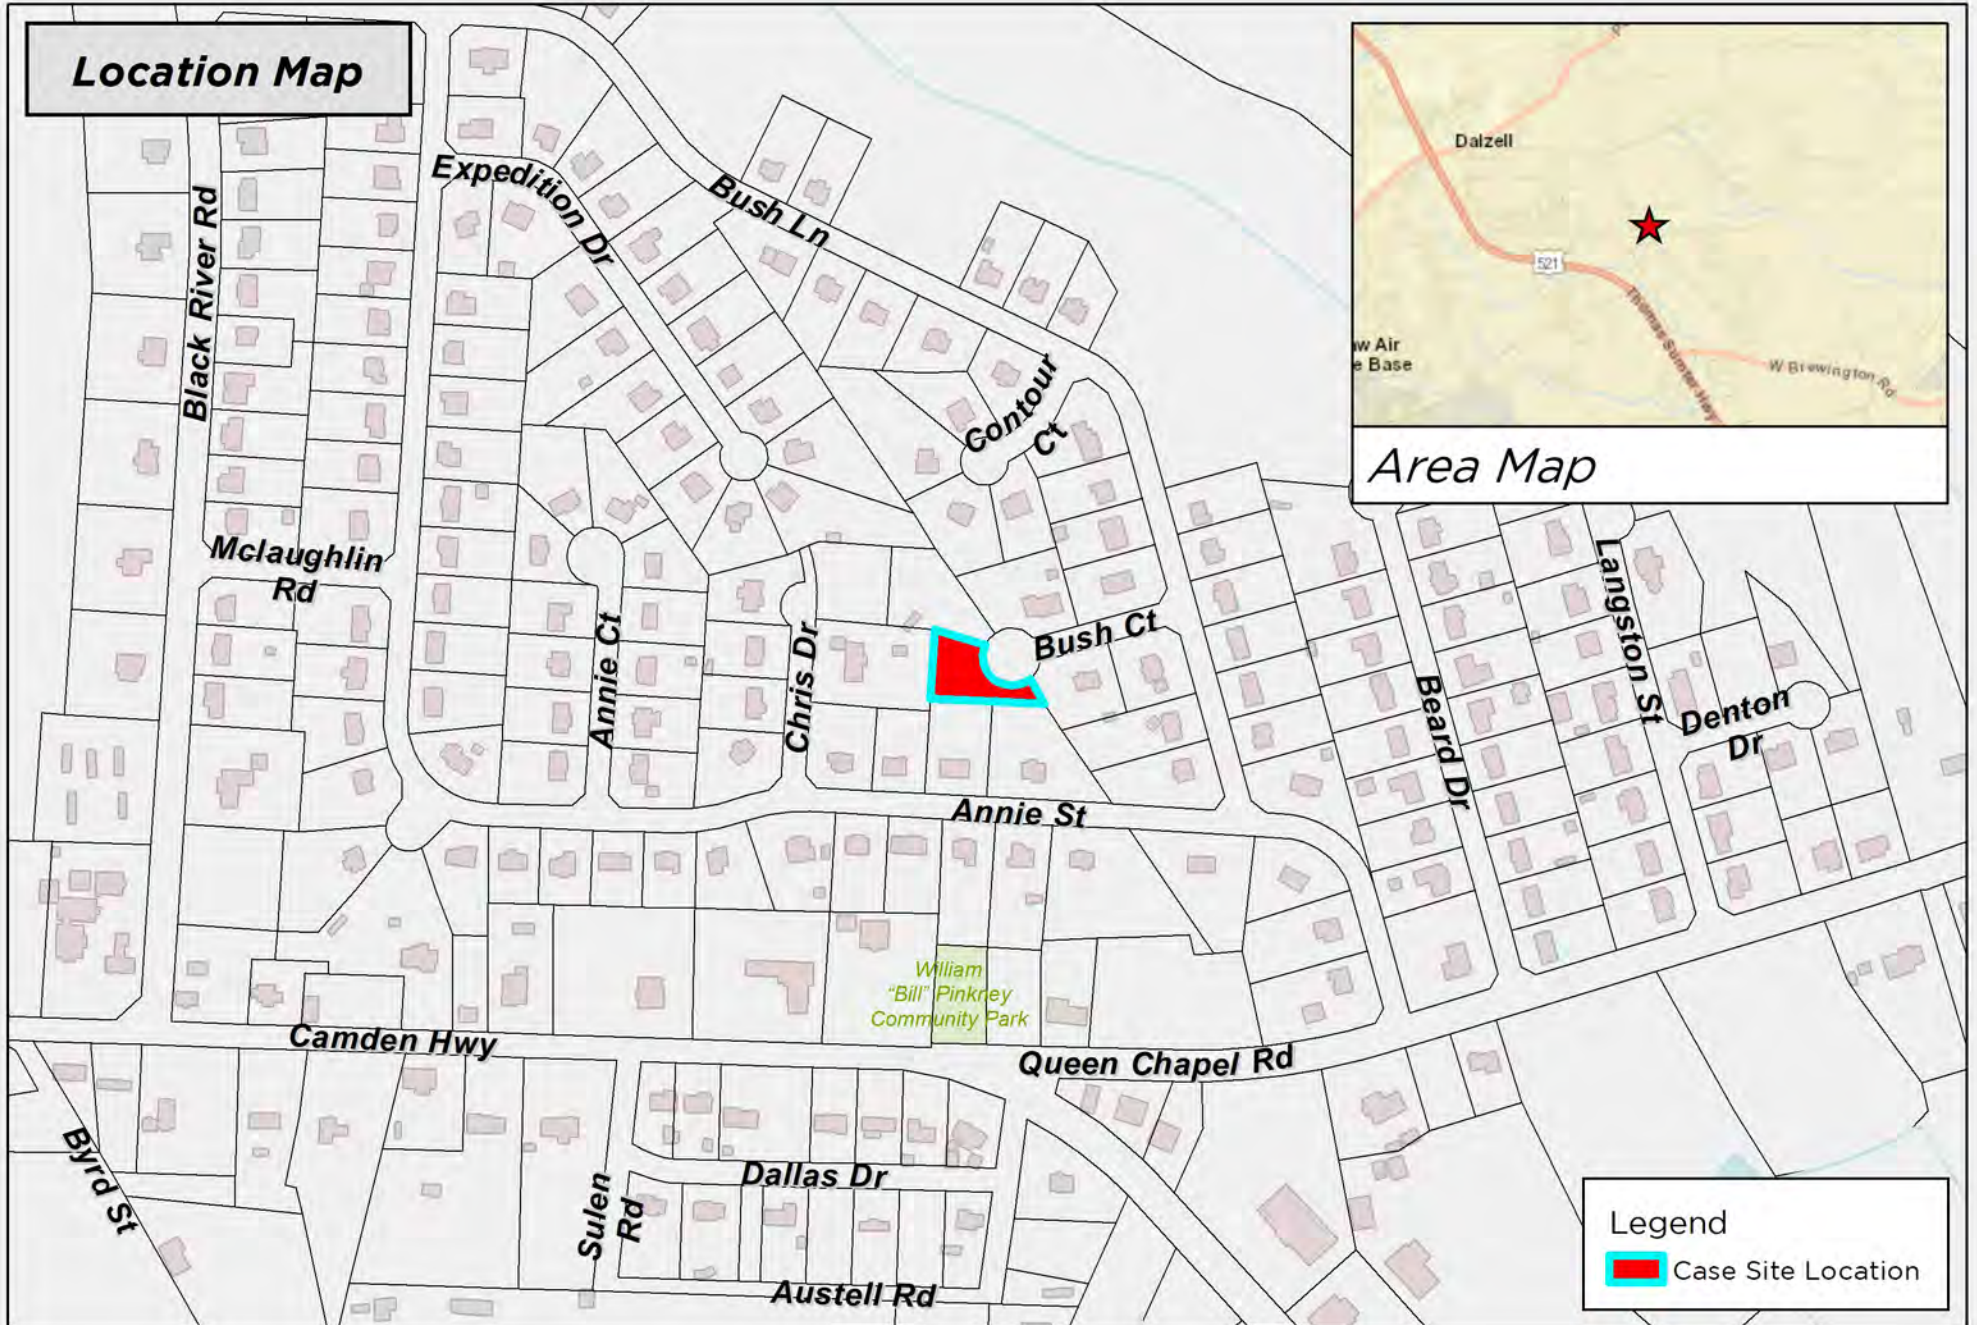 Location Map
Expedition Dr
Bush Ln
Black River Rd
Contour
Ct
Mclaughlin
Rd
Annie Ct
Chris Dr
Bush Ct
Annie St
Beard Dr
Langston St
Denton
Dr
William
“Bill” Pinkney
Community Park
Camden Hwy
Queen Chapel Rd
Byrd St
Sulen
Rd
Dallas Dr
Austell Rd
Dalzell
521
Thomas Sumter Hwy
W Brewington Rd
aw Air
e Base
Area Map
Legend
Case Site Location